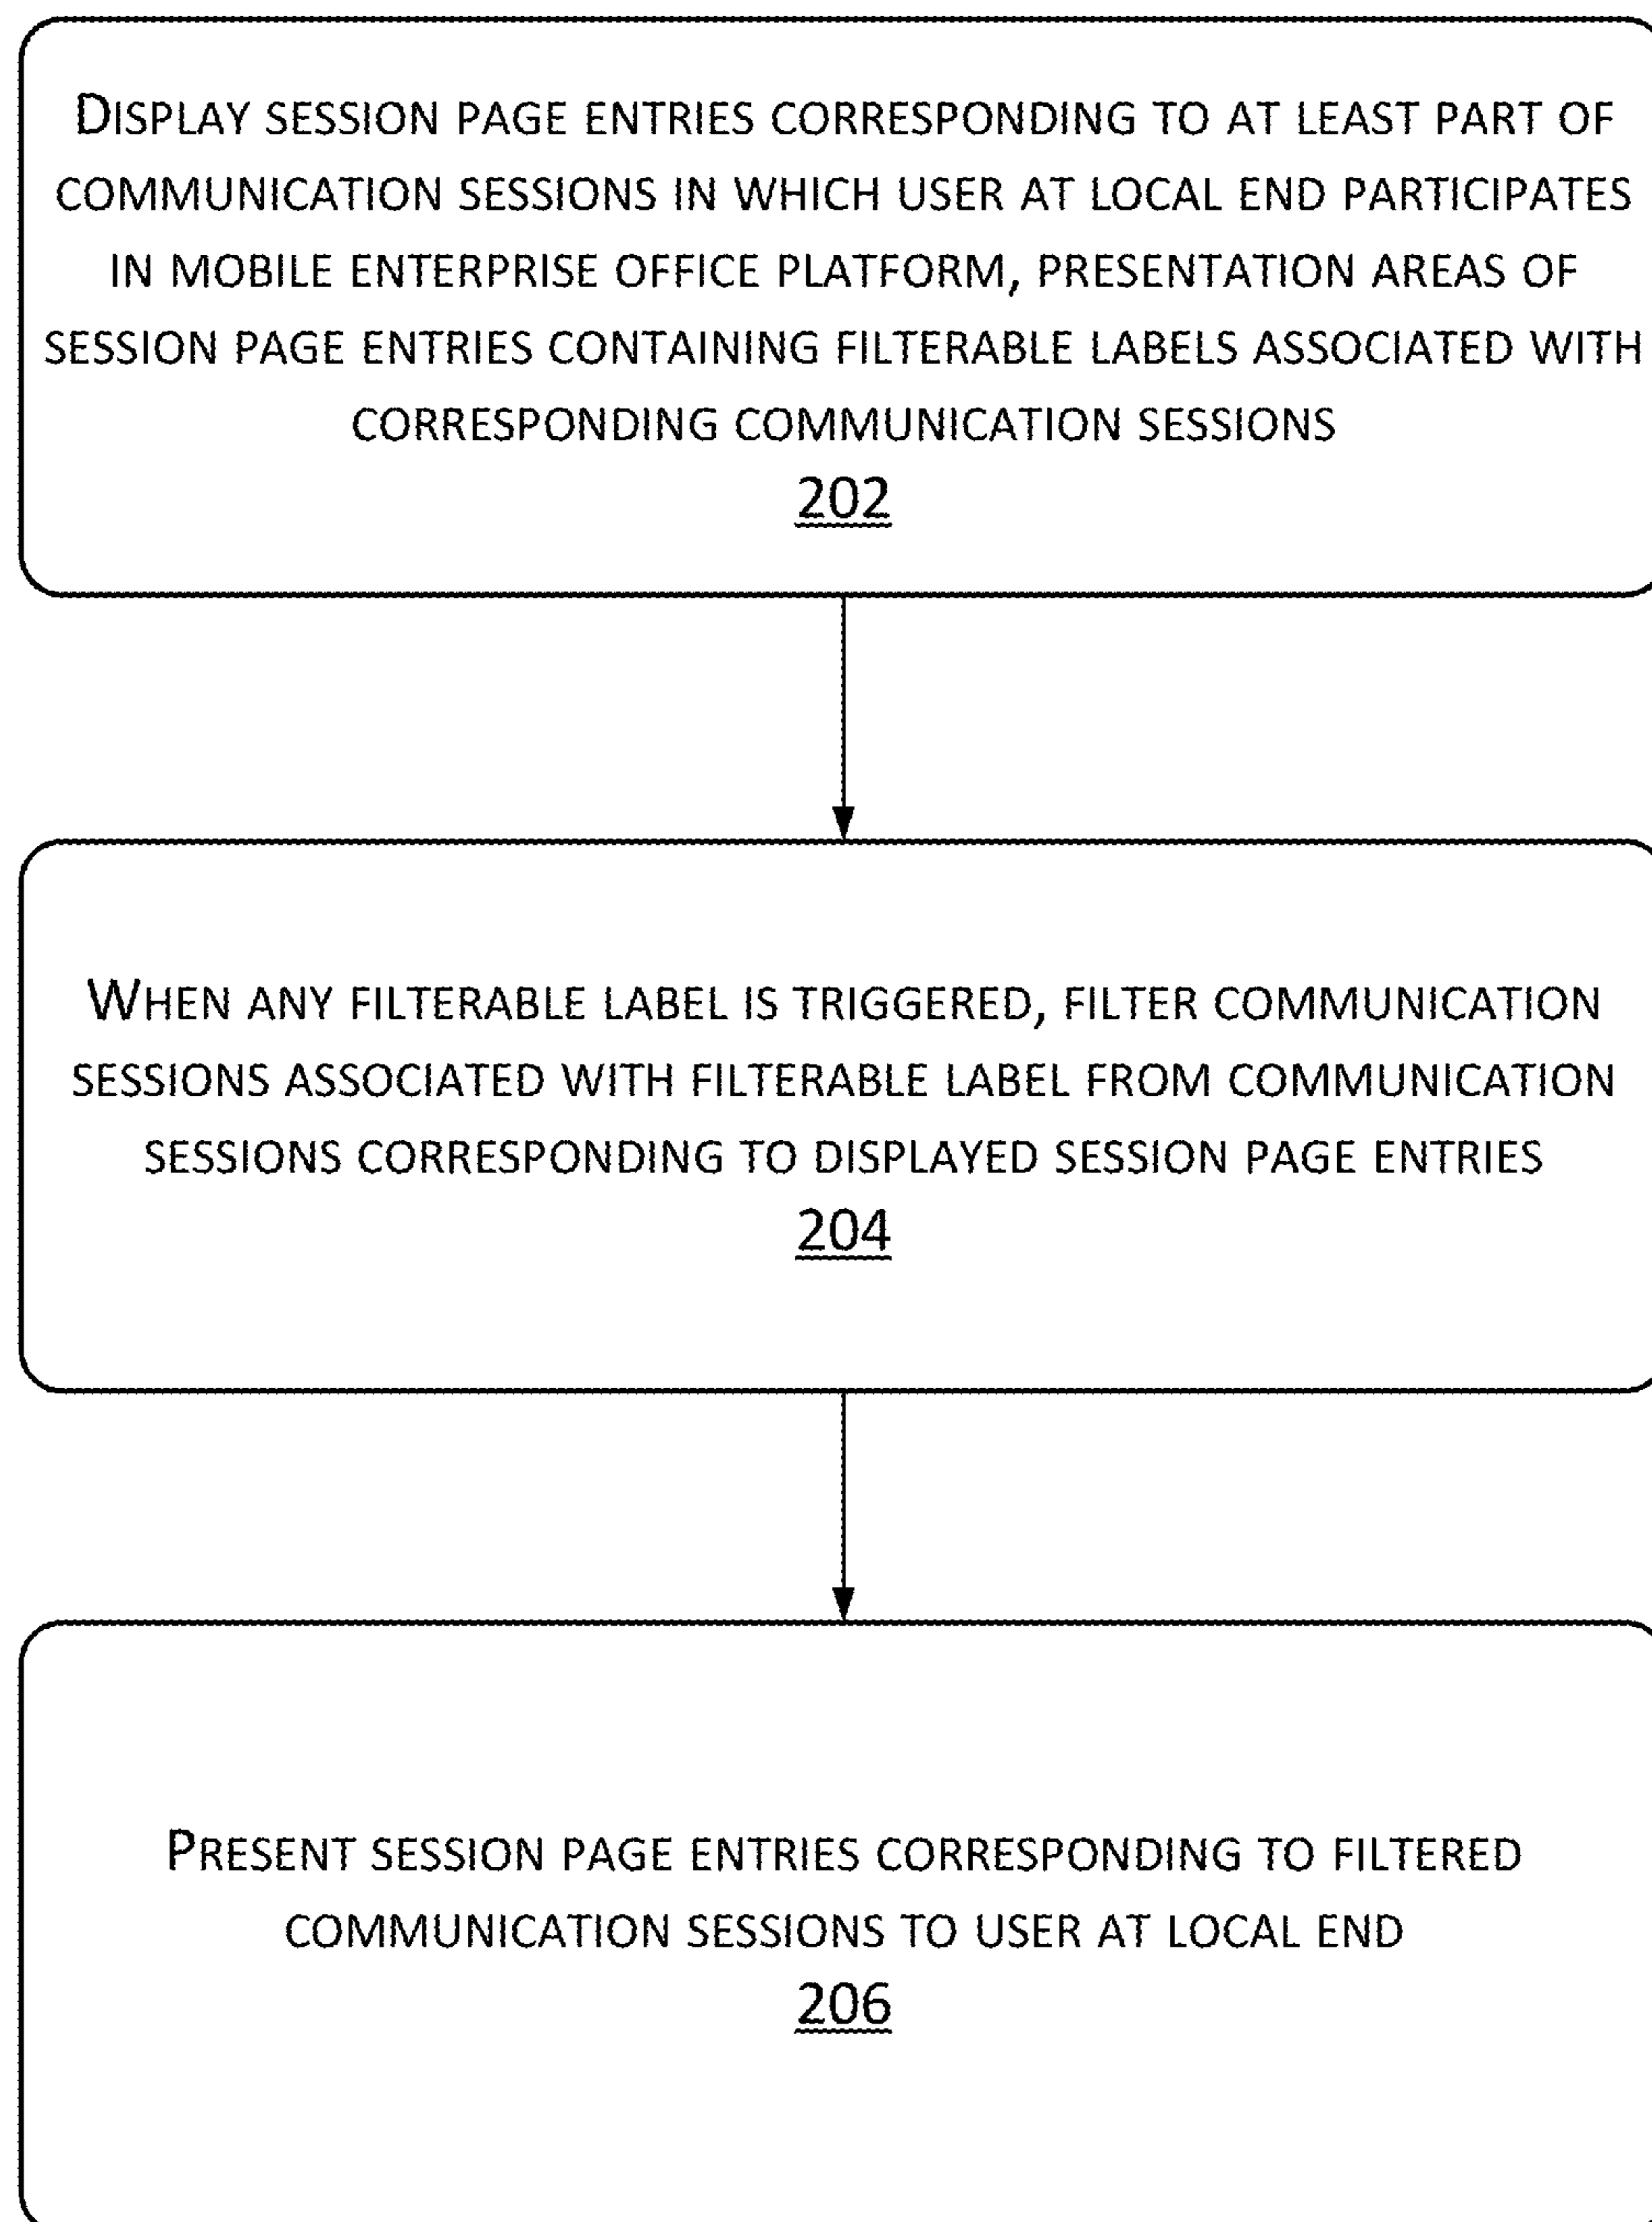 DISPLAY SESSION PAGE ENTRIES CORRESPONDING TO AT LEAST PART OF
COMMUNICATION SESSIONS IN WHICH USER AT LOCAL END PARTICIPATES
IN MOBILE ENTERPRISE OFFICE PLATFORM, PRESENTATION AREAS OF
SESSION PAGE ENTRIES CONTAINING FILTERABLE LABELS ASSOCIATED WITH
CORRESPONDING COMMUNICATION SESSIONS
202
WHEN ANY FILTERABLE LABEL IS TRIGGERED, FILTER COMMUNICATION
SESSIONS ASSOCIATED WITH FILTERABLE LABEL FROM COMMUNICATION
SESSIONS CORRESPONDING TO DISPLAYED SESSION PAGE ENTRIES
204
PRESENT SESSION PAGE ENTRIES CORRESPONDING TO FILTERED
COMMUNICATION SESSIONS TO USER AT LOCAL END
206